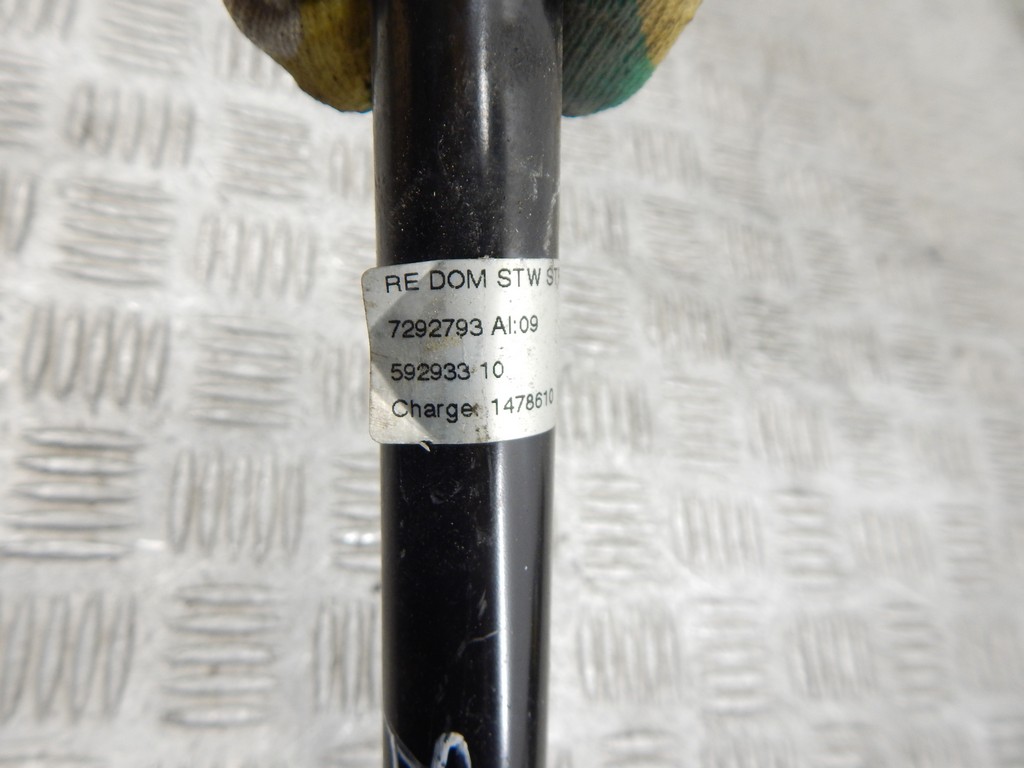 RE DOM STW
7292793 AI:09
592933 10
Charge: 1478610